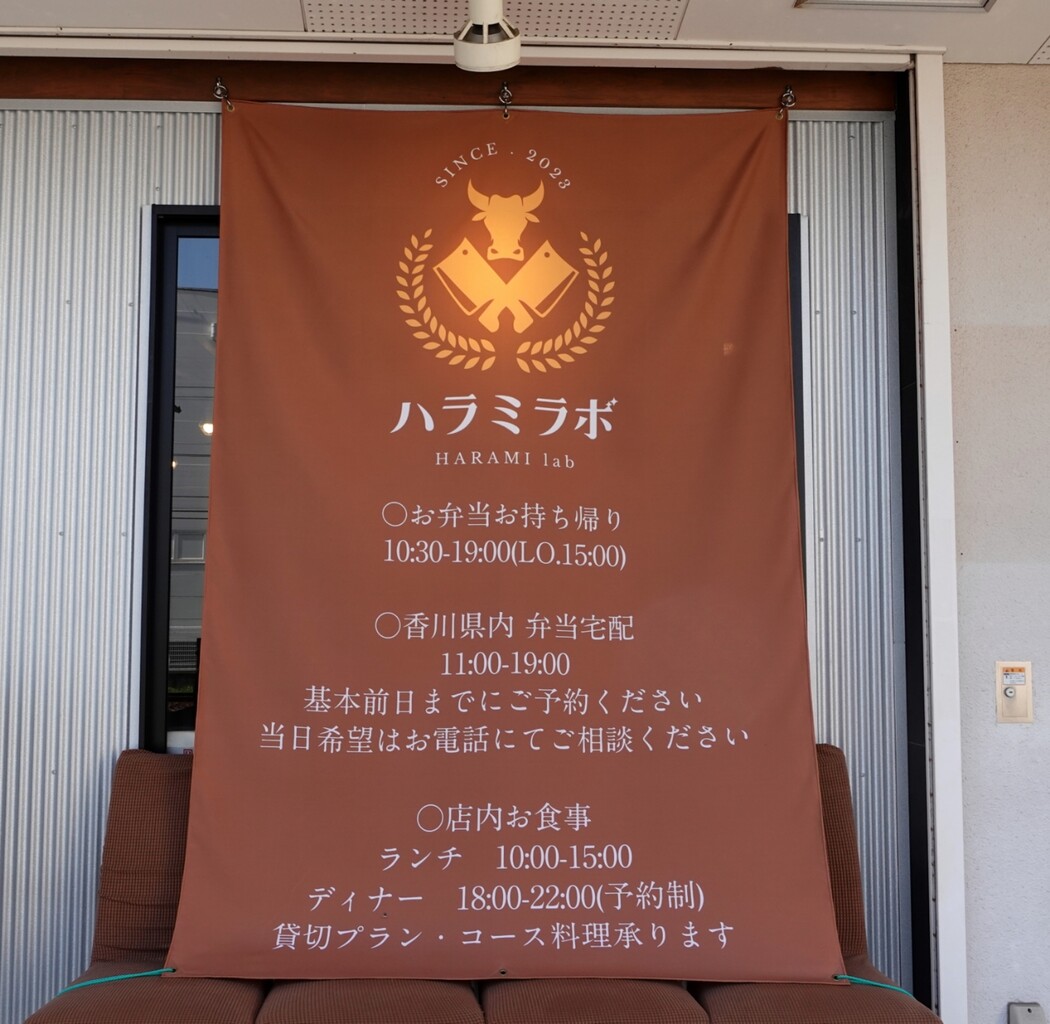 SINCE . 2023
ハラミラボ
HARAMI lab
〇お弁当お持ち帰り
10:30-19:00(LO.15:00)
〇香川県内 弁当宅配
11:00-19:00
基本前日までにご予約ください
当日希望はお電話にてご相談ください
〇店内お食事
ランチ　10:00-15:00
ディナー　18:00-22:00(予約制)
貸切プラン・コース料理承ります